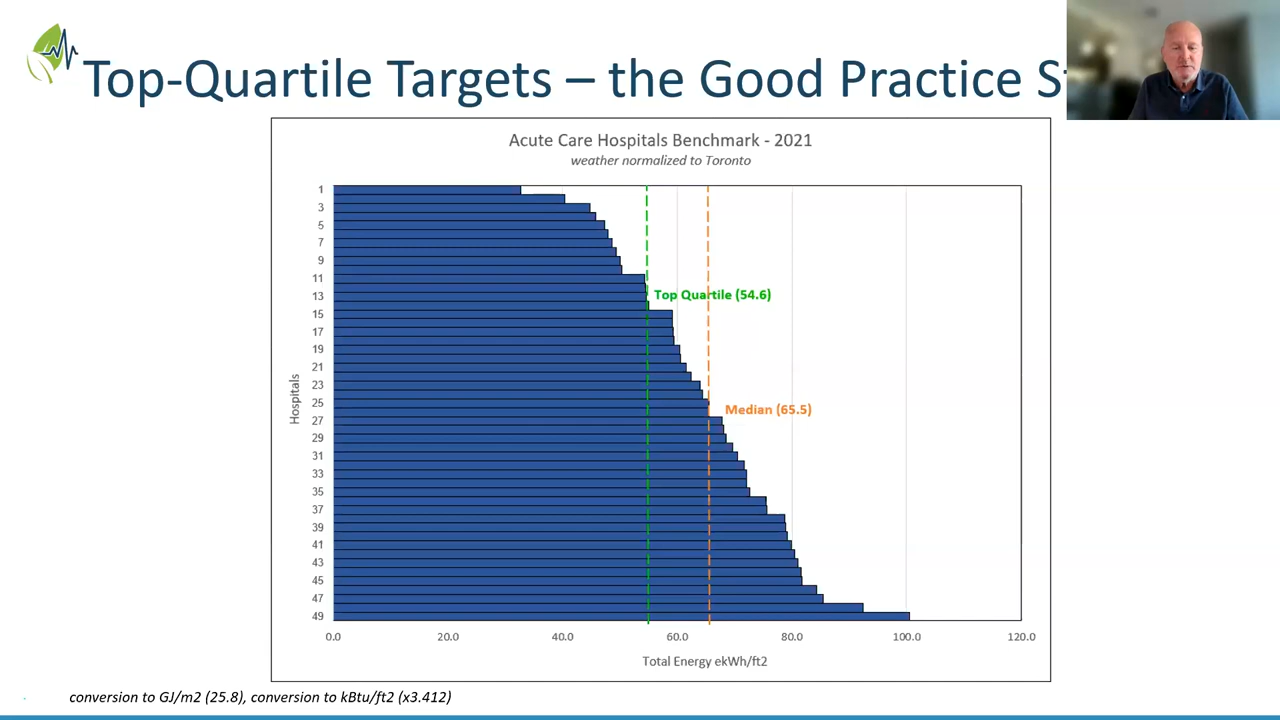 Top-Quartile Targets – the Good Practice
Acute Care Hospitals Benchmark - 2021
weather normalized to Toronto
1
3
5
7
9
11
13
15
17
19
21
23
25
27
29
31
33
35
37
39
41
43
45
47
49
Hospitals
Top Quartile (54.6)
Median (65.5)
0.0 20.0 40.0 60.0 80.0 100.0 120.0
Total Energy ekWh/ft2
conversion to GJ/m2 (25.8), conversion to kBtu/ft2 (x3.412)